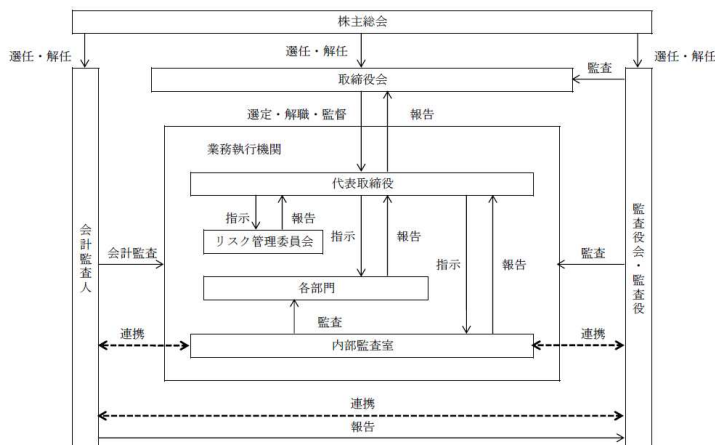 株主総会
選任・解任
選任・解任
選任・解任
取締役会
監査
選定・解職・監督
報告
業務執行機関
代表取締役
指示
報告
リスク管理委員会
指示
報告
指示
報告
会計監査人
会計監査
監査
監査役会・監査役
各部門
監査
連携
内部監査室
連携
連携
報告